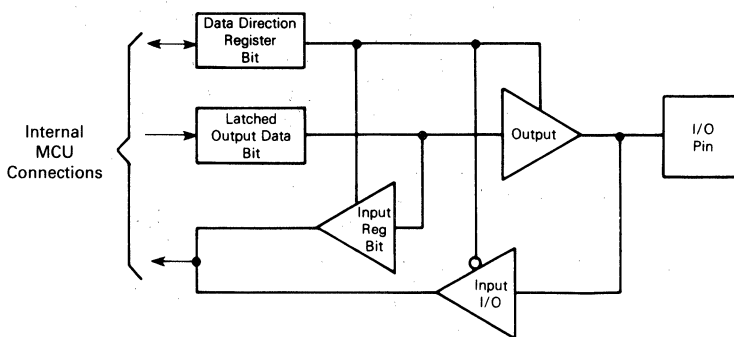 Data Direction
Register
Bit
Latched
Output Data
Bit
Internal
MCU
Connections
Output
I/O
Pin
Input
Reg
Bit
Input
I/O